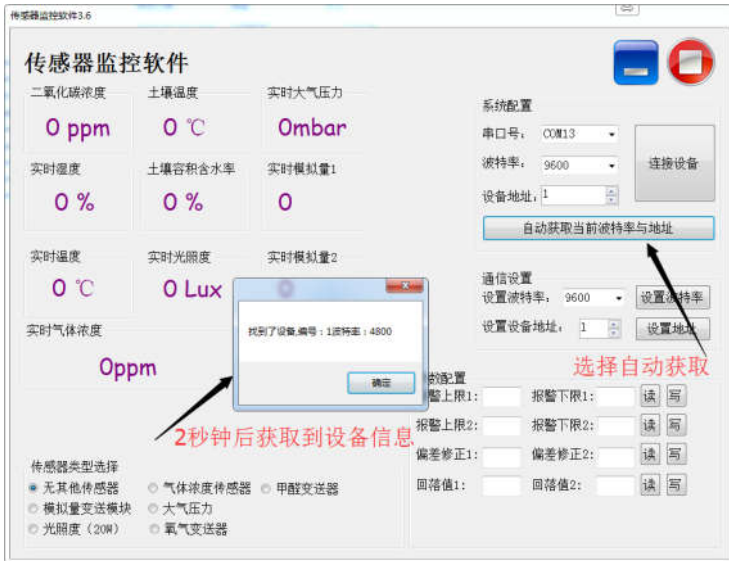 传感器监控软件3.6
传感器监控软件
二氧化碳浓度 土壤温度 实时大气压力
0 ppm 0 ℃ 0mbar
实时湿度 土壤容积含水率 实时模拟量1
0 % 0 % 0
实时温度 实时光照度 实时模拟量2
0 ℃ 0 Lux 0
实时气体浓度
0ppm
系统配置
串口号: COM13
波特率: 9600
连接设备
设备地址: 1
自动获取当前波特率与地址
通信设置
设置波特率: 9600 设置波特率
设置设备地址: 1 设置地址
选择自动获取
找到了设备,编号:1波特率:4800
确定
2秒钟后获取到设备信息
数配置
报警上限1: 报警下限1: 读 写
报警上限2: 报警下限2: 读 写
偏差修正1: 偏差修正2: 读 写
回落值1: 回落值2: 读 写
传感器类型选择
无其他传感器 气体浓度传感器 甲醛变送器
模拟量变送模块 大气压力
光照度(20W) 氧气变送器